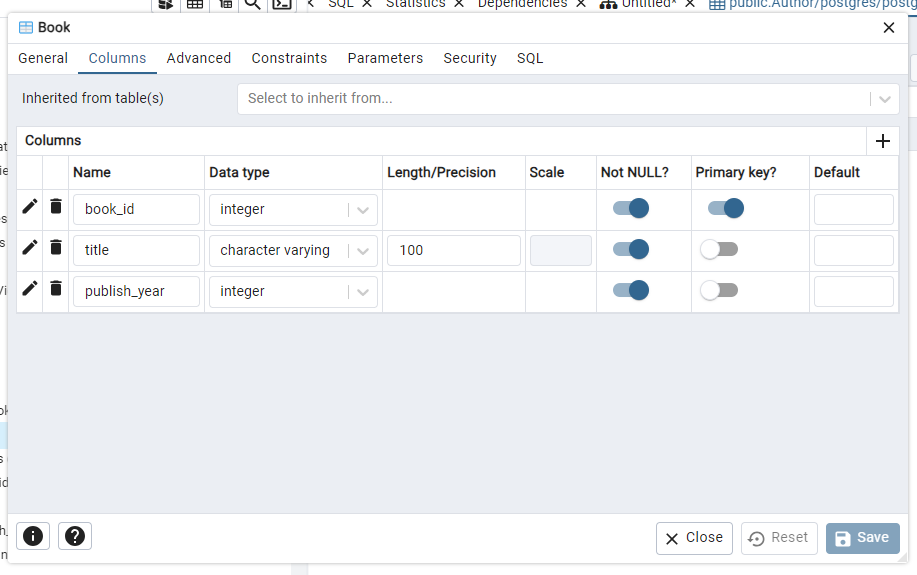 SQL Statistics Dependencies Untitled* public.Author/postgres/postg
Book
General Columns Advanced Constraints Parameters Security SQL
Inherited from table(s) Select to inherit from...
Columns
Name Data type Length/Precision Scale Not NULL? Primary key? Default
book_id integer
title character varying 100
publish_year integer
Close Reset Save